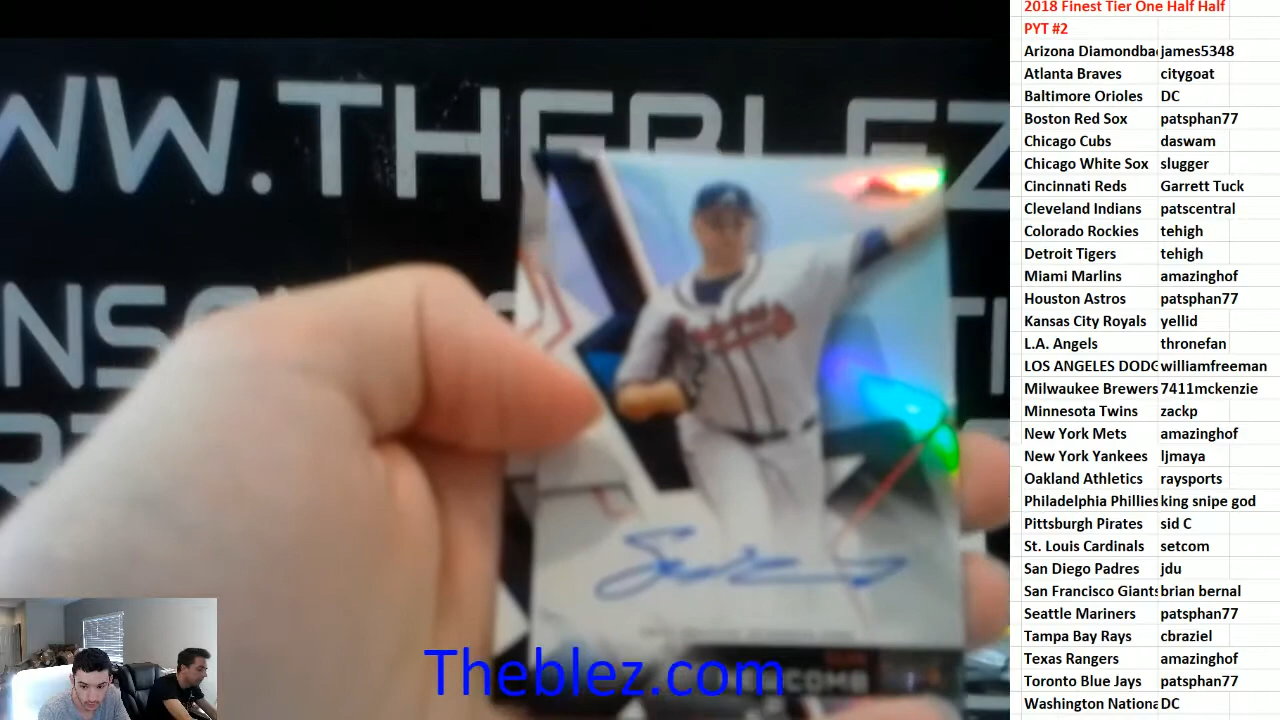 WW.THEBLEZ
2018 Finest Tier One Half Half
PYT #2
Arizona Diamondba james5348
Atlanta Braves citygoat
Baltimore Orioles DC
Boston Red Sox patsphan77
Chicago Cubs daswam
Chicago White Sox slugger
Cincinnati Reds Garrett Tuck
Cleveland Indians patscentral
Colorado Rockies tehigh
Detroit Tigers tehigh
Miami Marlins amazinghof
Houston Astros patsphan77
Kansas City Royals yellid
L.A. Angels thronefan
LOS ANGELES DODG williamfreeman
Milwaukee Brewers 7411mckenzie
Minnesota Twins zackp
New York Mets amazinghof
New York Yankees ljmaya
Oakland Athletics raysports
Philadelphia Phillies king snipe god
Pittsburgh Pirates sid C
St. Louis Cardinals setcom
San Diego Padres jdu
San Francisco Giants brian bernal
Seattle Mariners patsphan77
Tampa Bay Rays cbraziel
Texas Rangers amazinghof
Toronto Blue Jays patsphan77
Washington Nationa DC
Theblez.com